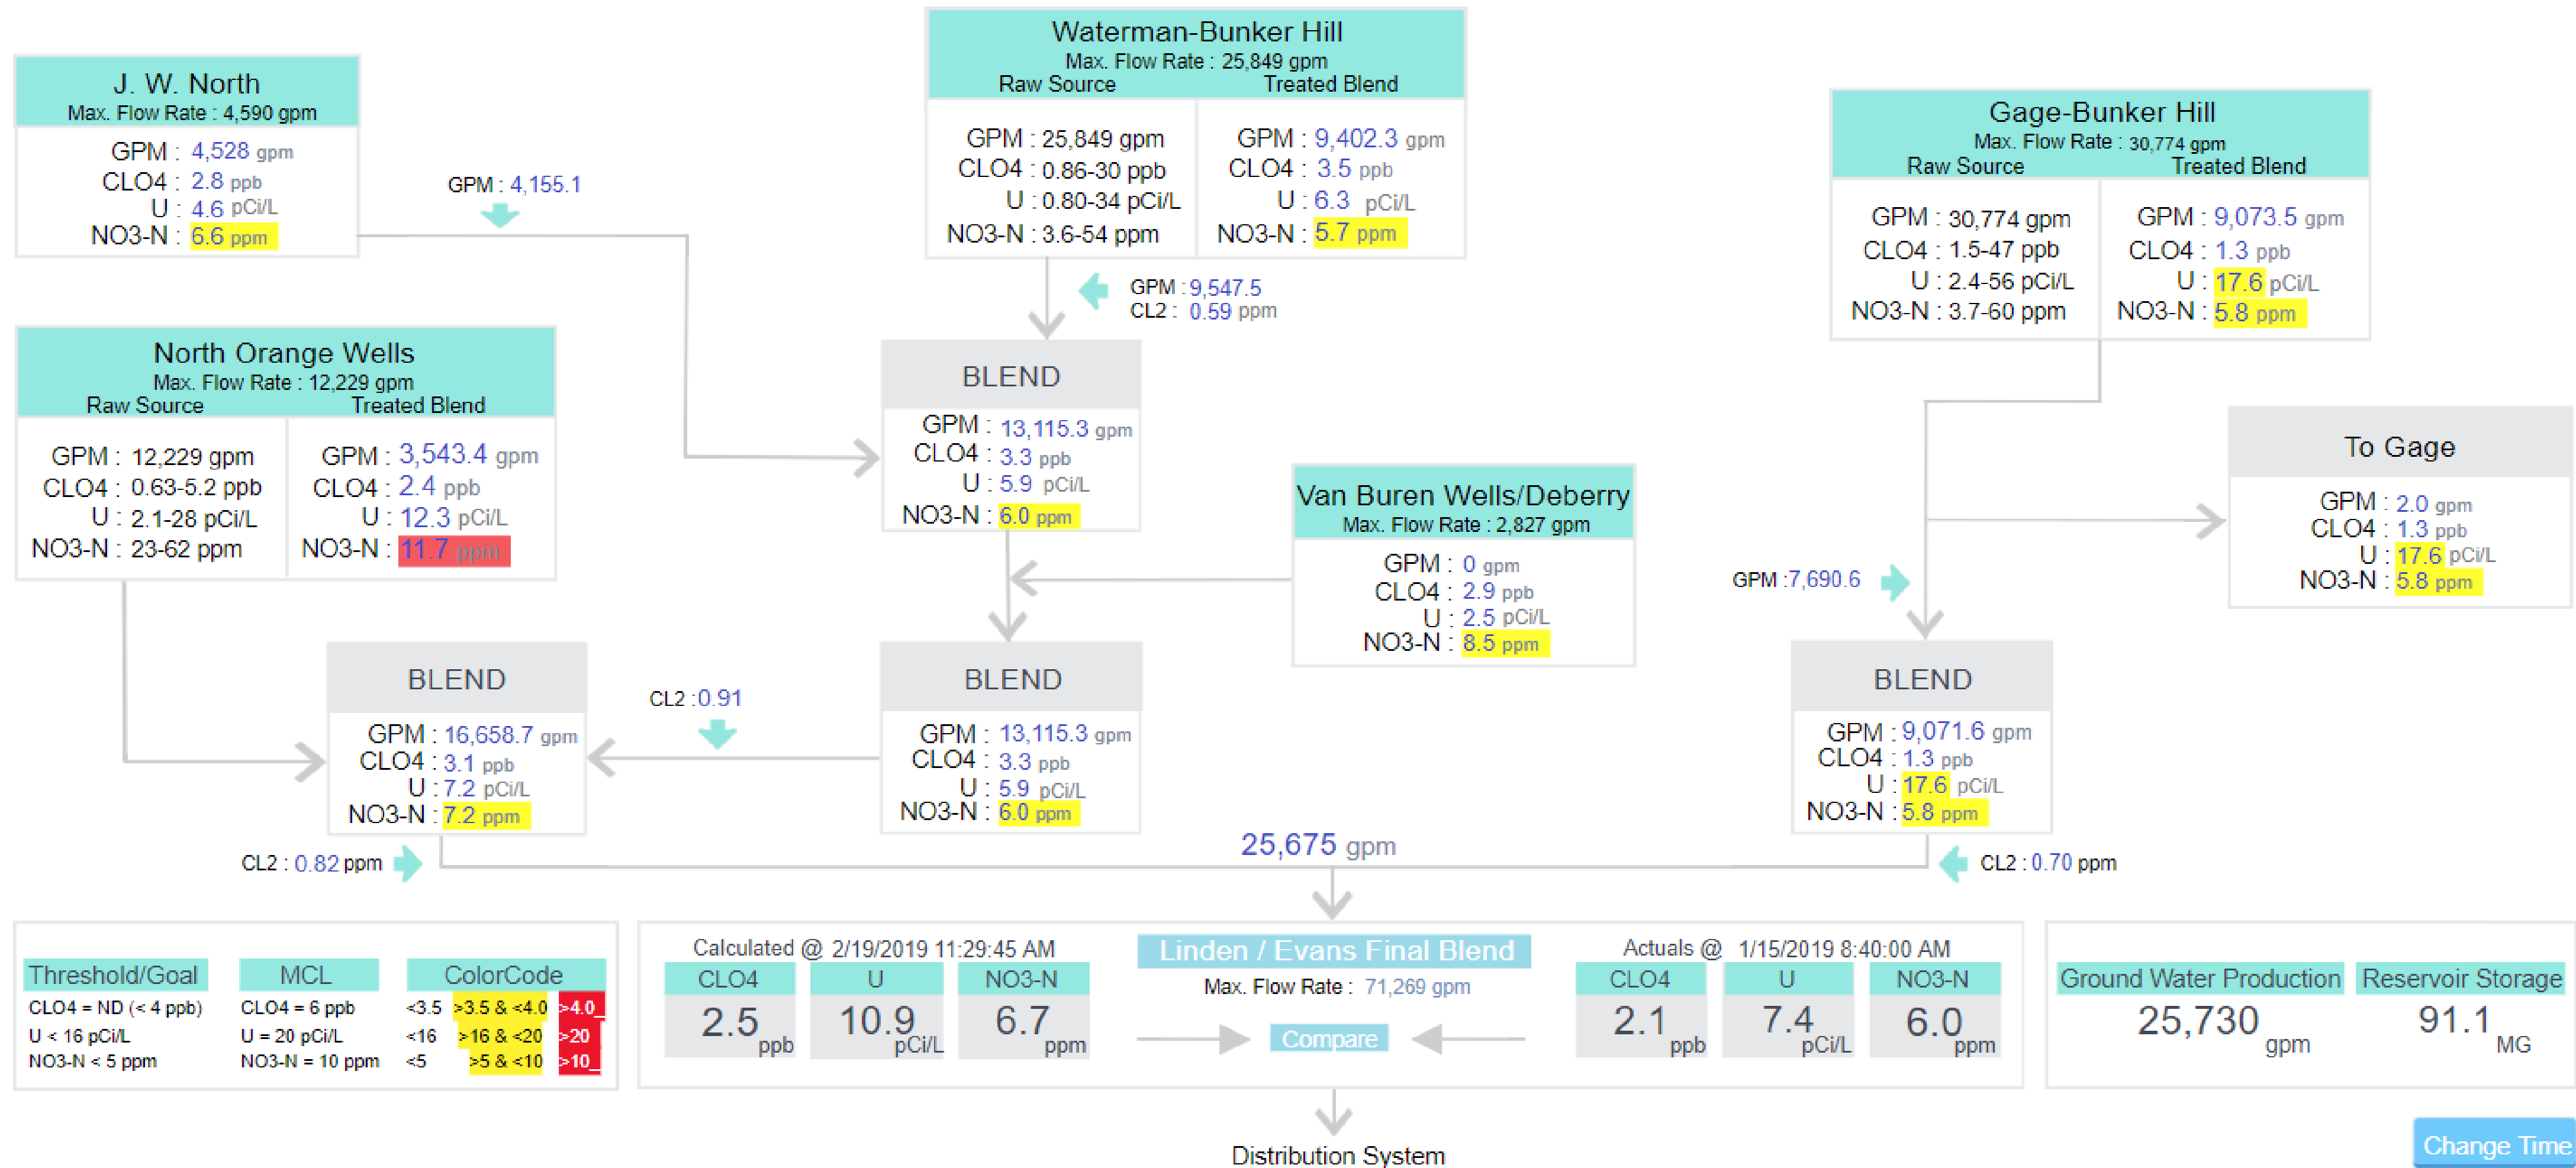 J. W. North
Max. Flow Rate : 4,590 gpm
GPM : 4,528 gpm
CLO4 : 2.8 ppb
U : 4.6 pCi/L
NO3-N : 6.6 ppm
GPM : 4,155.1
Waterman-Bunker Hill
Max. Flow Rate : 25,849 gpm
Raw Source Treated Blend
GPM : 25,849 gpm GPM : 9,402.3 gpm
CLO4 : 0.86-30 ppb CLO4 : 3.5 ppb
U : 0.80-34 pCi/L U : 6.3 pCi/L
NO3-N : 3.6-54 ppm NO3-N : 5.7 ppm
GPM : 9,547.5
CL2 : 0.59 ppm
Gage-Bunker Hill
Max. Flow Rate : 30,774 gpm
Raw Source Treated Blend
GPM : 30,774 gpm GPM : 9,073.5 gpm
CLO4 : 1.5-47 ppb CLO4 : 1.3 ppb
U : 2.4-56 pCi/L U : 17.6 pCi/L
NO3-N : 3.7-60 ppm NO3-N : 5.8 ppm
North Orange Wells
Max. Flow Rate : 12,229 gpm
Raw Source Treated Blend
GPM : 12,229 gpm GPM : 3,543.4 gpm
CLO4 : 0.63-5.2 ppb CLO4 : 2.4 ppb
U : 2.1-28 pCi/L U : 12.3 pCi/L
NO3-N : 23-62 ppm NO3-N : 11.7 ppm
BLEND
GPM : 13,115.3 gpm
CLO4 : 3.3 ppb
U : 5.9 pCi/L
NO3-N : 6.0 ppm
Van Buren Wells/Deberry
Max. Flow Rate : 2,827 gpm
GPM : 0 gpm
CLO4 : 2.9 ppb
U : 2.5 pCi/L
NO3-N : 8.5 ppm
To Gage
GPM : 2.0 gpm
CLO4 : 1.3 ppb
U : 17.6 pCi/L
NO3-N : 5.8 ppm
GPM :7,690.6
BLEND
GPM : 16,658.7 gpm
CLO4 : 3.1 ppb
U : 7.2 pCi/L
NO3-N : 7.2 ppm
CL2 :0.91
BLEND
GPM : 13,115.3 gpm
CLO4 : 3.3 ppb
U : 5.9 pCi/L
NO3-N : 6.0 ppm
BLEND
GPM : 9,071.6 gpm
CLO4 : 1.3 ppb
U : 17.6 pCi/L
NO3-N : 5.8 ppm
CL2 : 0.82 ppm
25,675 gpm
CL2 : 0.70 ppm
Threshold/Goal MCL ColorCode
CLO4 = ND (< 4 ppb) CLO4 = 6 ppb <3.5 >3.5 & <4.0 >4.0_
U < 16 pCi/L U = 20 pCi/L <16 >16 & <20 >20
NO3-N < 5 ppm NO3-N = 10 ppm <5 >5 & <10 >10_
Calculated @ 2/19/2019 11:29:45 AM
CLO4 U NO3-N
2.5 ppb 10.9 pCi/L 6.7 ppm
Linden / Evans Final Blend
Max. Flow Rate : 71,269 gpm
Compare
Actuals @ 1/15/2019 8:40:00 AM
CLO4 U NO3-N
2.1 ppb 7.4 pCi/L 6.0 ppm
Ground Water Production Reservoir Storage
25,730 gpm 91.1 MG
Distribution System
Change Time